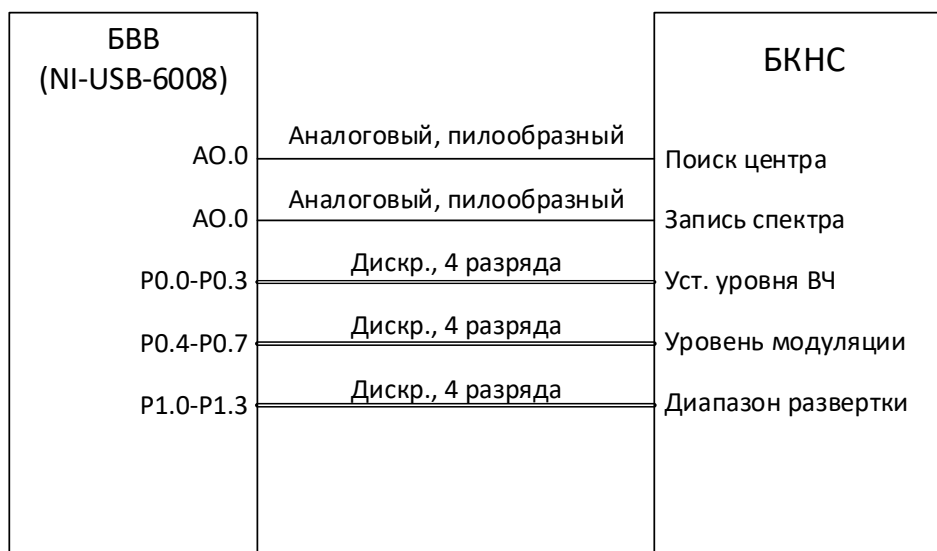 БВВ
(NI-USB-6008)
БКНС
Аналоговый, пилообразный
AO.0
Поиск центра
Аналоговый, пилообразный
AO.0
Запись спектра
Дискр., 4 разряда
P0.0-P0.3
Уст. уровня ВЧ
Дискр., 4 разряда
P0.4-P0.7
Уровень модуляции
Дискр., 4 разряда
P1.0-P1.3
Диапазон развертки